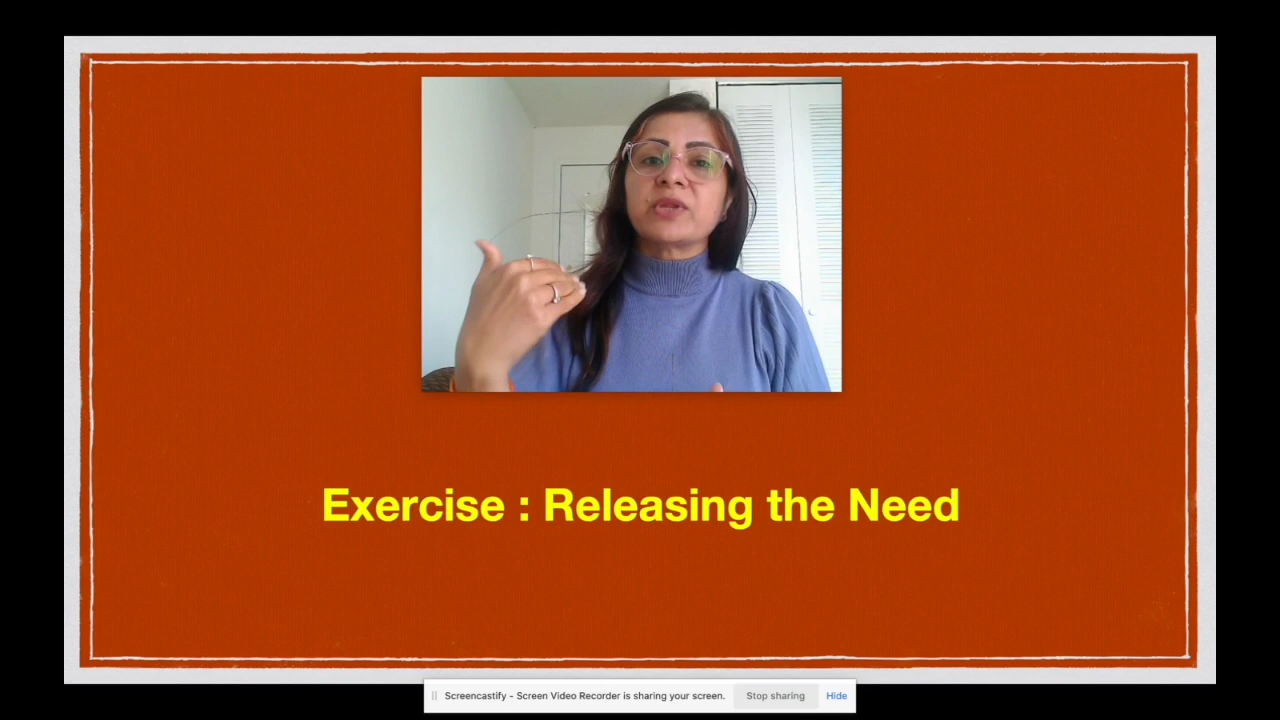 Exercise : Releasing the Need
Screencastify - Screen Video Recorder is sharing your screen. Stop sharing Hide